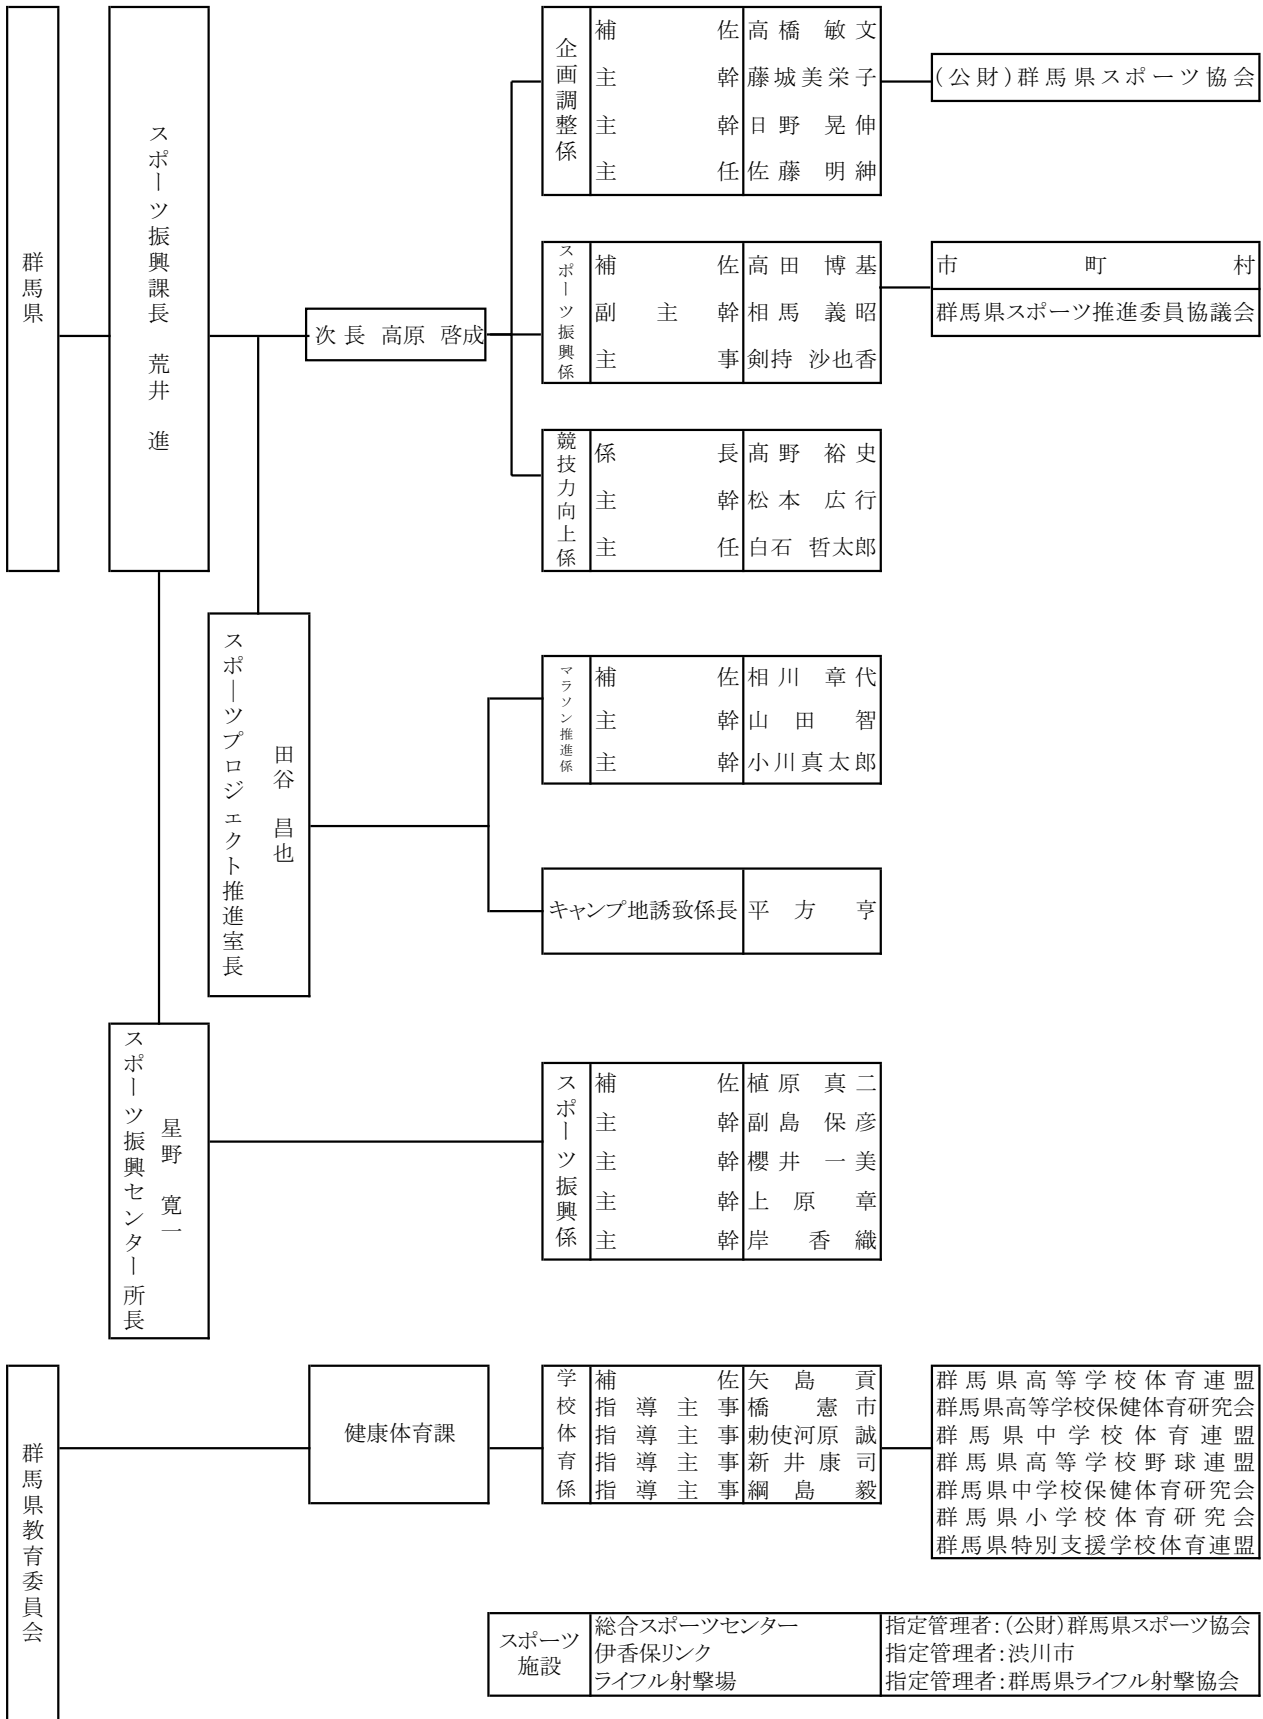 群馬県
スポーツ振興課長 荒井 進
次長 高原 啓成
企画調整係
補佐 高橋 敏文
主幹 藤城美栄子
主幹 日野 晃伸
主任 佐藤 明紳
(公財)群馬県スポーツ協会
スポーツ振興係
補佐 高田 博基
副主幹 相馬 義昭
主事 剣持 沙也香
市町村
群馬県スポーツ推進委員協議会
競技力向上係
係長 髙野 裕史
主幹 松本 広行
主任 白石 哲太郎
スポーツプロジェクト推進室長
田谷 昌也
マラソン推進係
補佐 相川 章代
主幹 山田 智
主幹 小川真太郎
キャンプ地誘致係長 平方 亨
スポーツ振興センター所長
星野 寛一
スポーツ振興係
補佐 植原 真二
主幹 副島 保彦
主幹 櫻井 一美
主幹 上原 章
主幹 岸 香織
群馬県教育委員会
健康体育課
学校体育係
補佐 矢島 貢
指導主事 橋 憲市
指導主事 勅使河原 誠
指導主事 新井康司
指導主事 綱島 毅
群馬県高等学校体育連盟
群馬県高等学校保健体育研究会
群馬県中学校体育連盟
群馬県高等学校野球連盟
群馬県中学校保健体育研究会
群馬県小学校体育研究会
群馬県特別支援学校体育連盟
スポーツ
施設
総合スポーツセンター 指定管理者:(公財)群馬県スポーツ協会
伊香保リンク 指定管理者:渋川市
ライフル射撃場 指定管理者:群馬県ライフル射撃協会